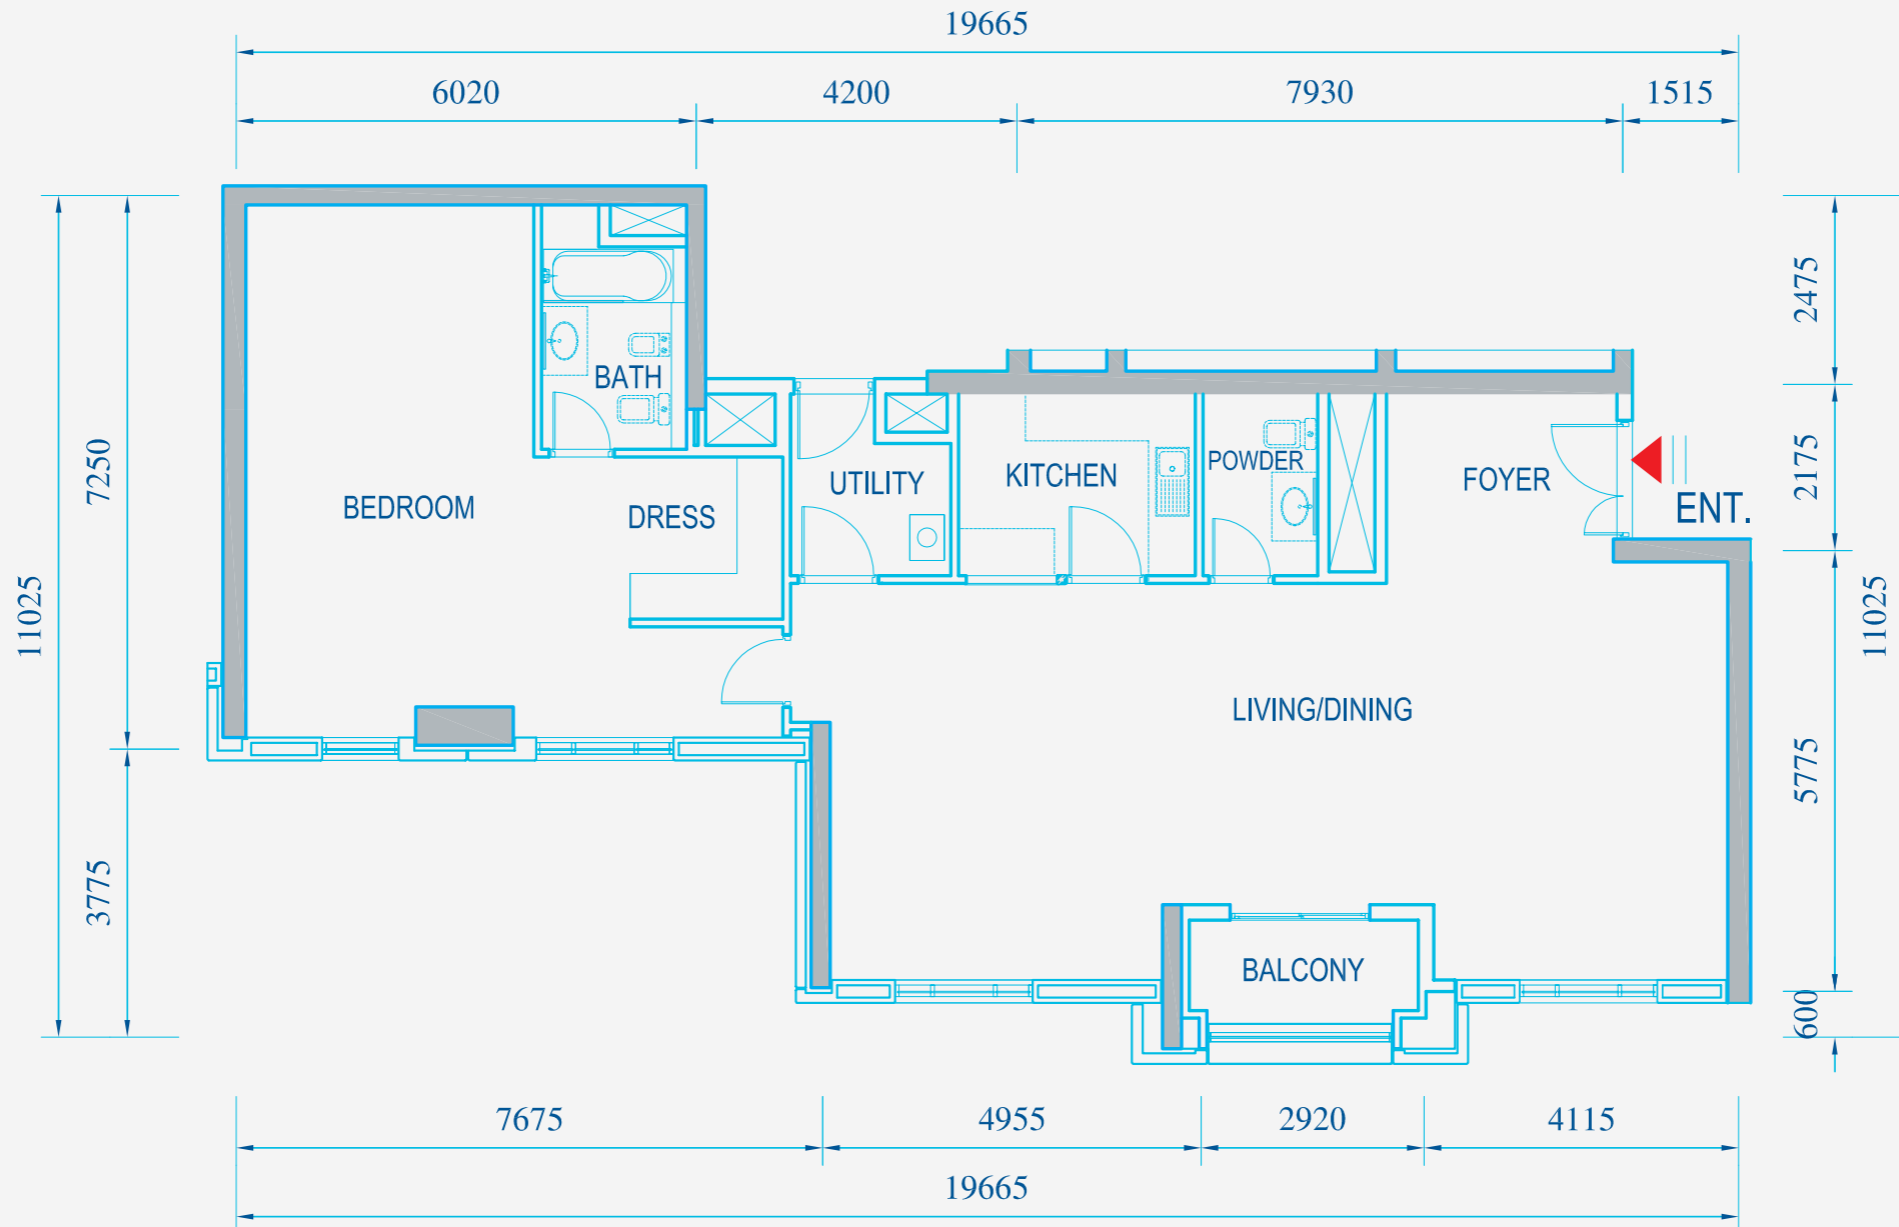 19665
6020 4200 7930 1515
2475
BATH
7250
POWDER
2175
UTILITY KITCHEN FOYER
BEDROOM DRESS ENT.
11025 11025
LIVING/DINING
5775
3775
BALCONY
600
7675 4955 2920 4115
19665